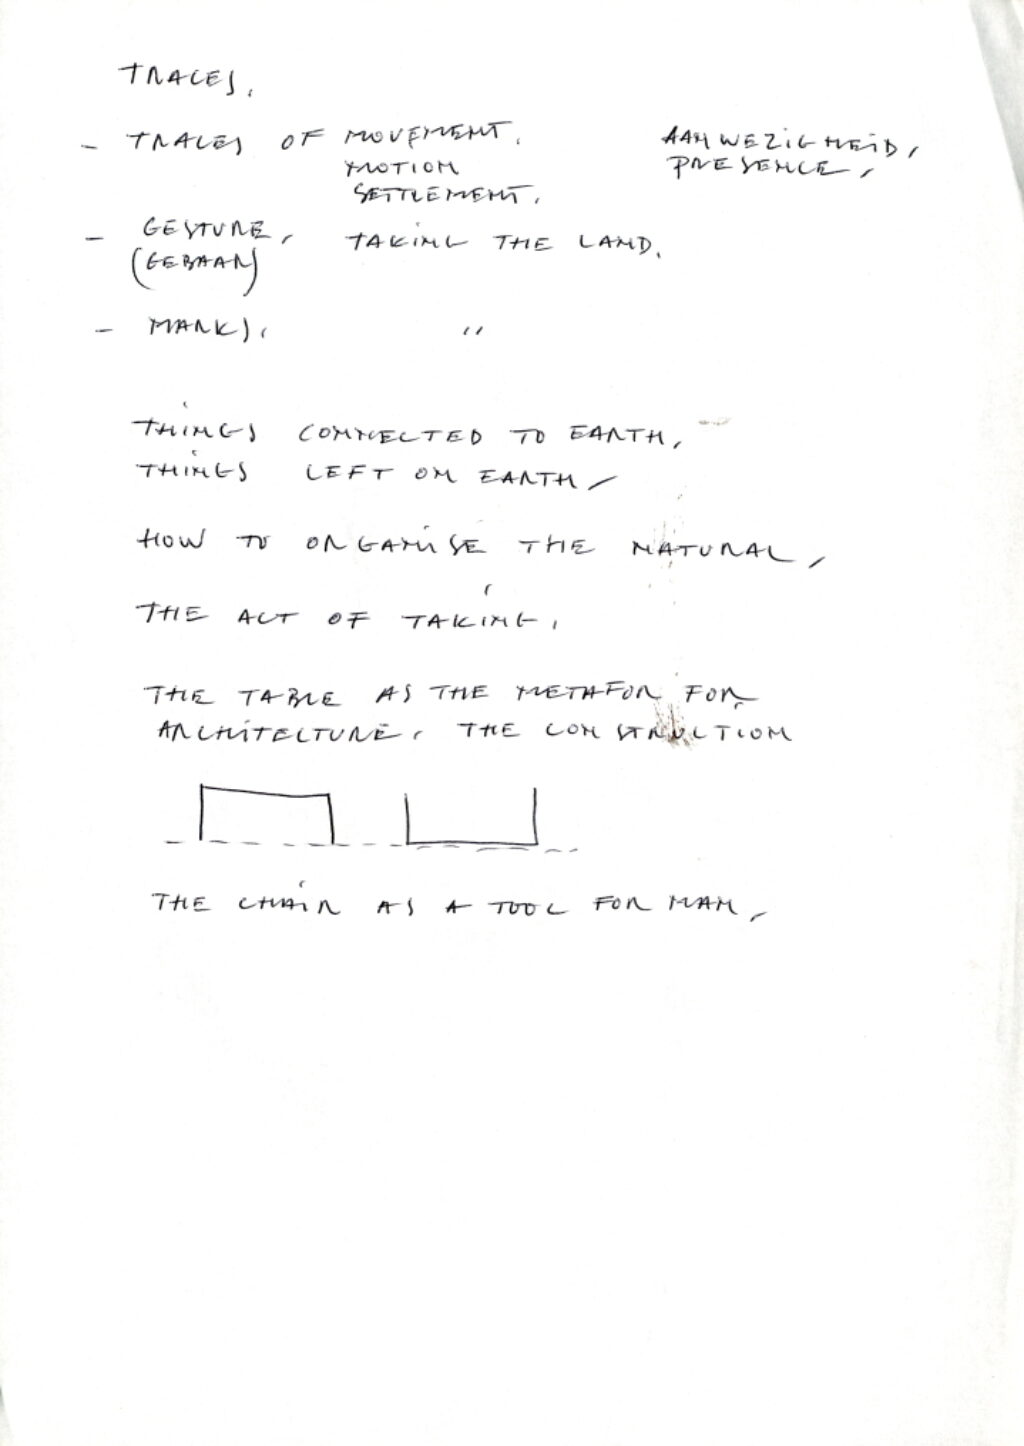 TRACES.
- TRACES OF MOVEMENT. AANWEZIGHEID,
MOTION PRESENCE,
SETTLEMENT.
- GESTURE, TAKING THE LAND.
(GEBAAR)
- MARKS, "
THINGS CONNECTED TO EARTH,
THINGS LEFT ON EARTH,
HOW TO ORGANISE THE NATURAL,
THE ACT OF TAKING,
THE TABLE AS THE METAFOR FOR
ARCHITECTURE, THE CONSTRUCTION
THE CHAIR AS A TOOL FOR MAN,